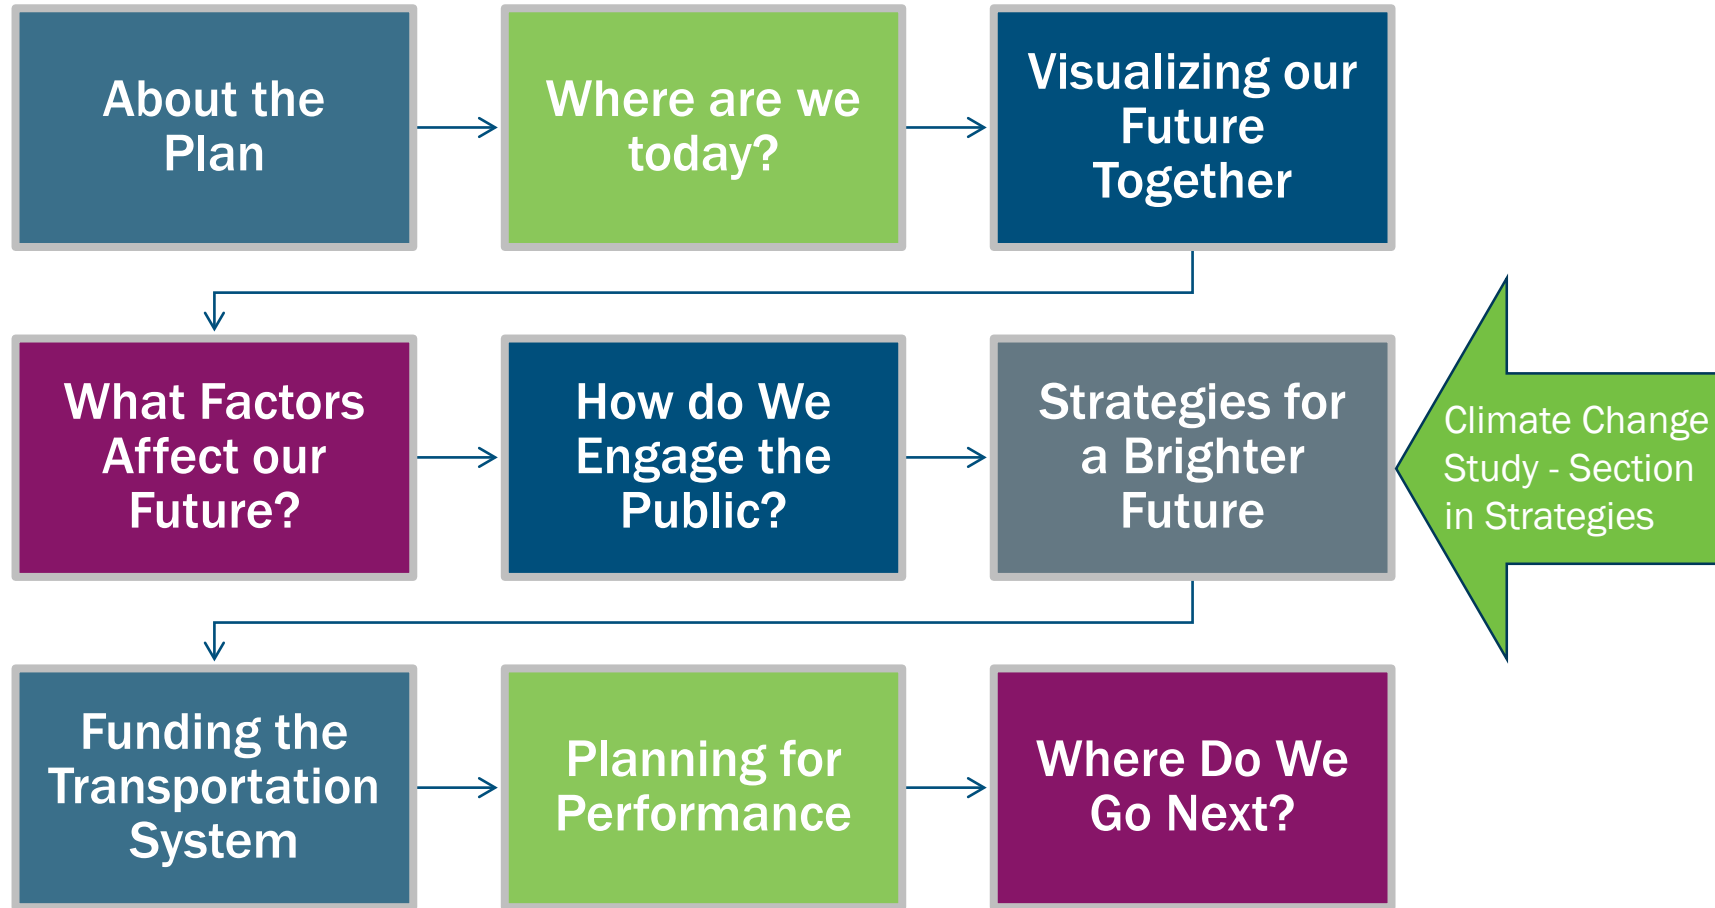 About the
Plan
Where are we
today?
Visualizing our
Future
Together
What Factors
Affect our
Future?
How do We
Engage the
Public?
Strategies for
a Brighter
Future
Climate Change
Study - Section
in Strategies
Funding the
Transportation
System
Planning for
Performance
Where Do We
Go Next?